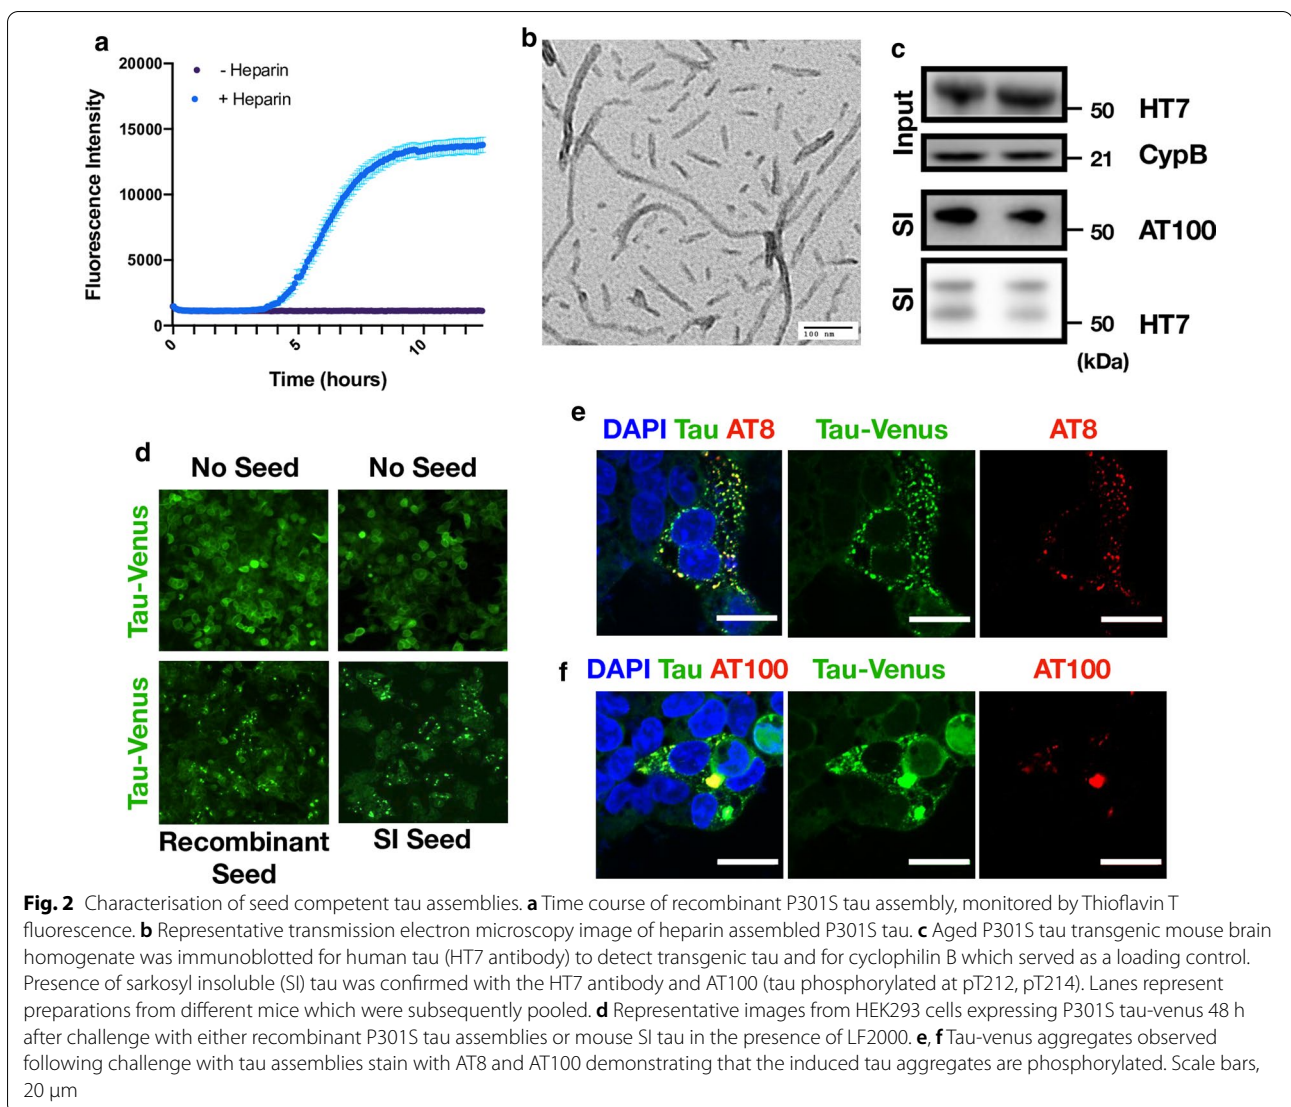 a
20000
15000
10000
5000
0
Fluorescence Intensity
- Heparin
+ Heparin
0
5
10
Time (hours)
b
100 nm
c
Input
50
HT7
21
CypB
SI
50
AT100
SI
50
HT7
(kDa)
d
No Seed
No Seed
Tau-Venus
Tau-Venus
Recombinant
Seed
SI Seed
e
DAPI Tau AT8
Tau-Venus
AT8
f
DAPI Tau AT100
Tau-Venus
AT100
Fig. 2 Characterisation of seed competent tau assemblies. a Time course of recombinant P301S tau assembly, monitored by Thioflavin T
fluorescence. b Representative transmission electron microscopy image of heparin assembled P301S tau. c Aged P301S tau transgenic mouse brain
homogenate was immunoblotted for human tau (HT7 antibody) to detect transgenic tau and for cyclophilin B which served as a loading control.
Presence of sarkosyl insoluble (SI) tau was confirmed with the HT7 antibody and AT100 (tau phosphorylated at pT212, pT214). Lanes represent
preparations from different mice which were subsequently pooled. d Representative images from HEK293 cells expressing P301S tau-venus 48 h
after challenge with either recombinant P301S tau assemblies or mouse SI tau in the presence of LF2000. e, f Tau-venus aggregates observed
following challenge with tau assemblies stain with AT8 and AT100 demonstrating that the induced tau aggregates are phosphorylated. Scale bars,
20 μm